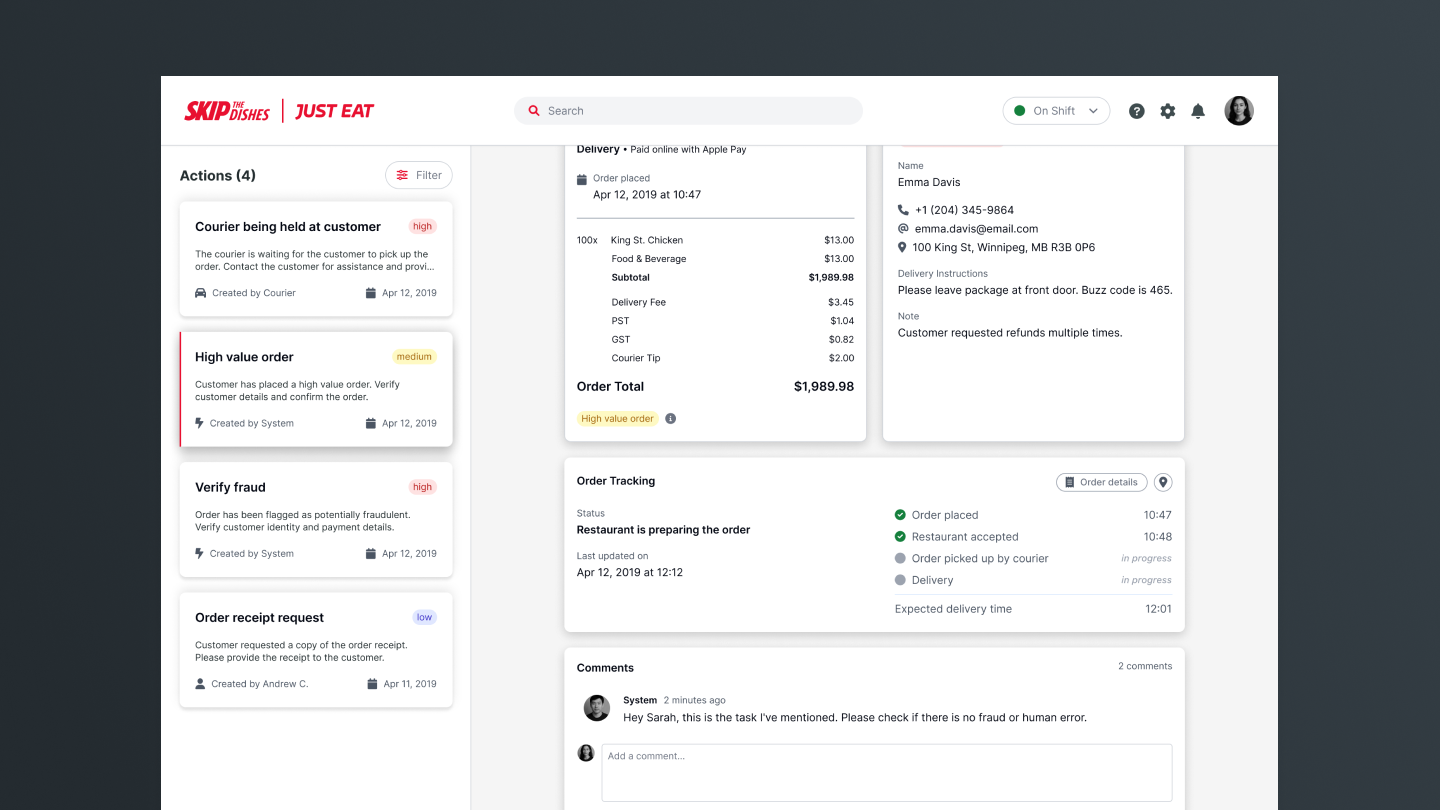 SKIP THE DISHES | JUST EAT
Search
On Shift
Actions (4)
Filter
Courier being held at customer
high
The courier is waiting for the customer to pick up the
order. Contact the customer for assistance and provi...
Created by Courier
Apr 12, 2019
High value order
medium
Customer has placed a high value order. Verify
customer details and confirm the order.
Created by System
Apr 12, 2019
Verify fraud
high
Order has been flagged as potentially fraudulent.
Verify customer identity and payment details.
Created by System
Apr 12, 2019
Order receipt request
low
Customer requested a copy of the order receipt.
Please provide the receipt to the customer.
Created by Andrew C.
Apr 11, 2019
Delivery • Paid online with Apple Pay
Order placed
Apr 12, 2019 at 10:47
100x King St. Chicken $13.00
Food & Beverage $13.00
Subtotal $1,989.98
Delivery Fee $3.45
PST $1.04
GST $0.82
Courier Tip $2.00
Order Total $1,989.98
High value order
Name
Emma Davis
+1 (204) 345-9864
emma.davis@email.com
100 King St, Winnipeg, MB R3B 0P6
Delivery Instructions
Please leave package at front door. Buzz code is 465.
Note
Customer requested refunds multiple times.
Order Tracking
Order details
Status
Restaurant is preparing the order
Last updated on
Apr 12, 2019 at 12:12
Order placed 10:47
Restaurant accepted 10:48
Order picked up by courier in progress
Delivery in progress
Expected delivery time 12:01
Comments
2 comments
System 2 minutes ago
Hey Sarah, this is the task I've mentioned. Please check if there is no fraud or human error.
Add a comment...